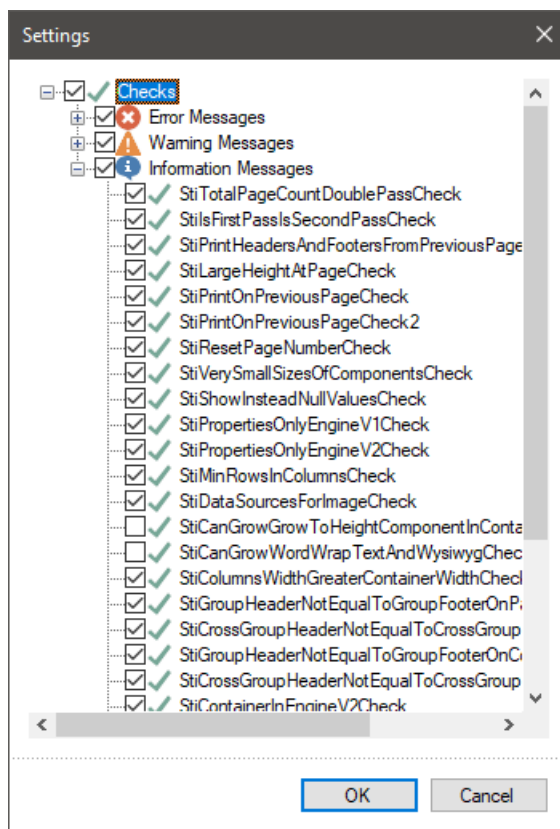 Settings
Checks
Error Messages
Warning Messages
Information Messages
StiTotalPageCountDoublePassCheck
StiIsFirstPassIsSecondPassCheck
StiPrintHeadersAndFootersFromPreviousPage
StiLargeHeightAtPageCheck
StiPrintOnPreviousPageCheck
StiPrintOnPreviousPageCheck2
StiResetPageNumberCheck
StiVerySmallSizesOfComponentsCheck
StiShowInsteadNullValuesCheck
StiPropertiesOnlyEngineV1Check
StiPropertiesOnlyEngineV2Check
StiMinRowsInColumnsCheck
StiDataSourcesForImageCheck
StiCanGrowGrowToHeightComponentInConta
StiCanGrowWordWrapTextAndWysiwygChec
StiColumnsWidthGreaterContainerWidthCheck
StiGroupHeaderNotEqualToGroupFooterOnPa
StiCrossGroupHeaderNotEqualToCrossGroup
StiGroupHeaderNotEqualToGroupFooterOnCo
StiCrossGroupHeaderNotEqualToCrossGroup
StiContainerInEngineV2Check
OK Cancel